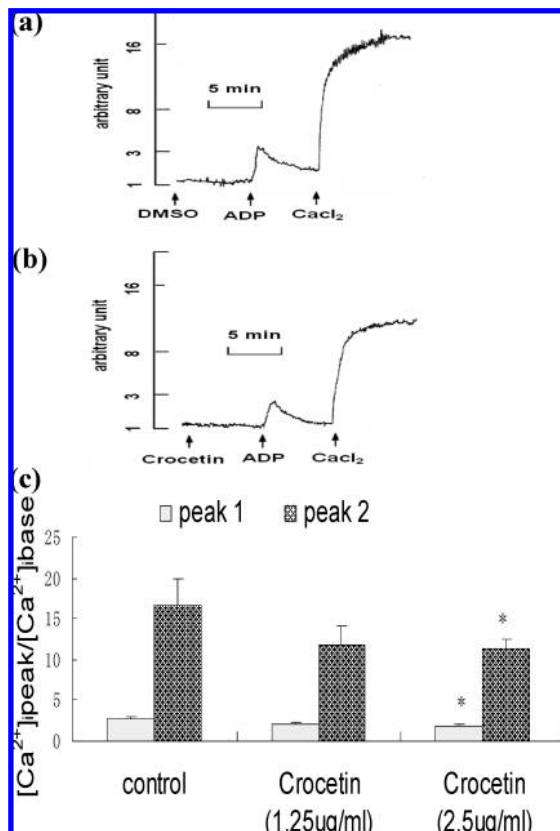 (a)
arbitrary unit
16
8
3
1
5 min
DMSO ADP Cacl₂
(b)
arbitrary unit
16
8
3
1
5 min
Crocetin ADP Cacl₂
(c)
peak 1 peak 2
[Ca²⁺]ipeak/[Ca²⁺]ibase
25
20
15
10
5
0
*
*
control Crocetin Crocetin
(1.25ug/ml) (2.5ug/ml)